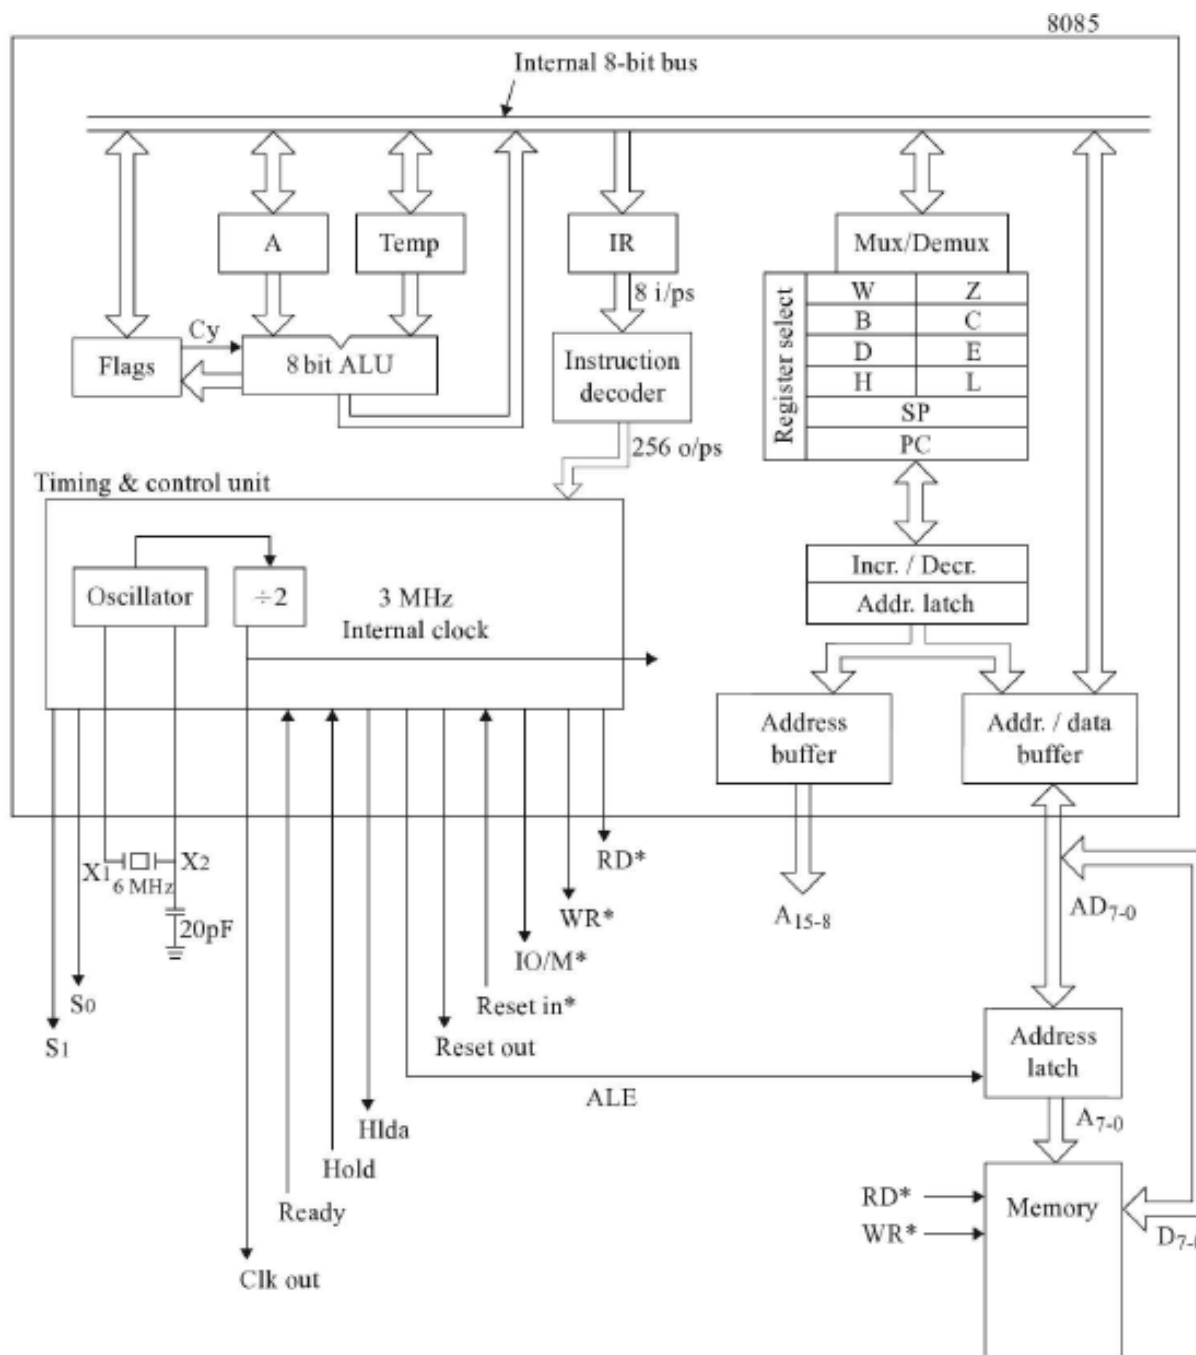 8085
Internal 8-bit bus
A
Temp
IR
Mux/Demux
8 i/ps
Register select
W Z
B C
D E
H L
SP
PC
Cy
Flags
8 bit ALU
Instruction
decoder
256 o/ps
Timing & control unit
Oscillator
÷2
3 MHz
Internal clock
Incr. / Decr.
Addr. latch
Address
buffer
Addr. / data
buffer
X1
X2
6 MHz
20pF
RD*
WR*
IO/M*
A15-8
AD7-0
S0
S1
Reset in*
Reset out
Address
latch
ALE
A7-0
Hlda
Hold
Ready
Clk out
RD*
WR*
Memory
D7-0